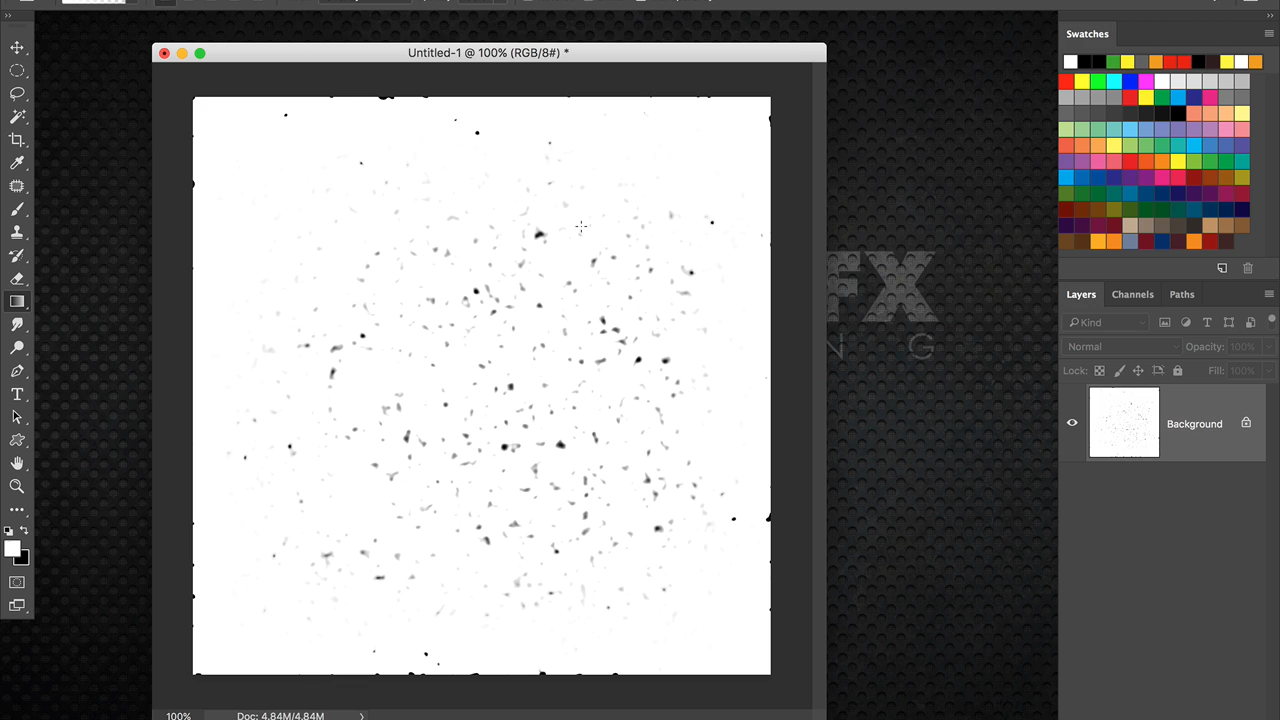 Untitled-1 @ 100% (RGB/8#) *
Swatches
FX
N G
Layers
Channels
Paths
Kind
Normal
Opacity: 100%
Lock:
Fill: 100%
Background
100%
Doc: 4.84M/4.84M